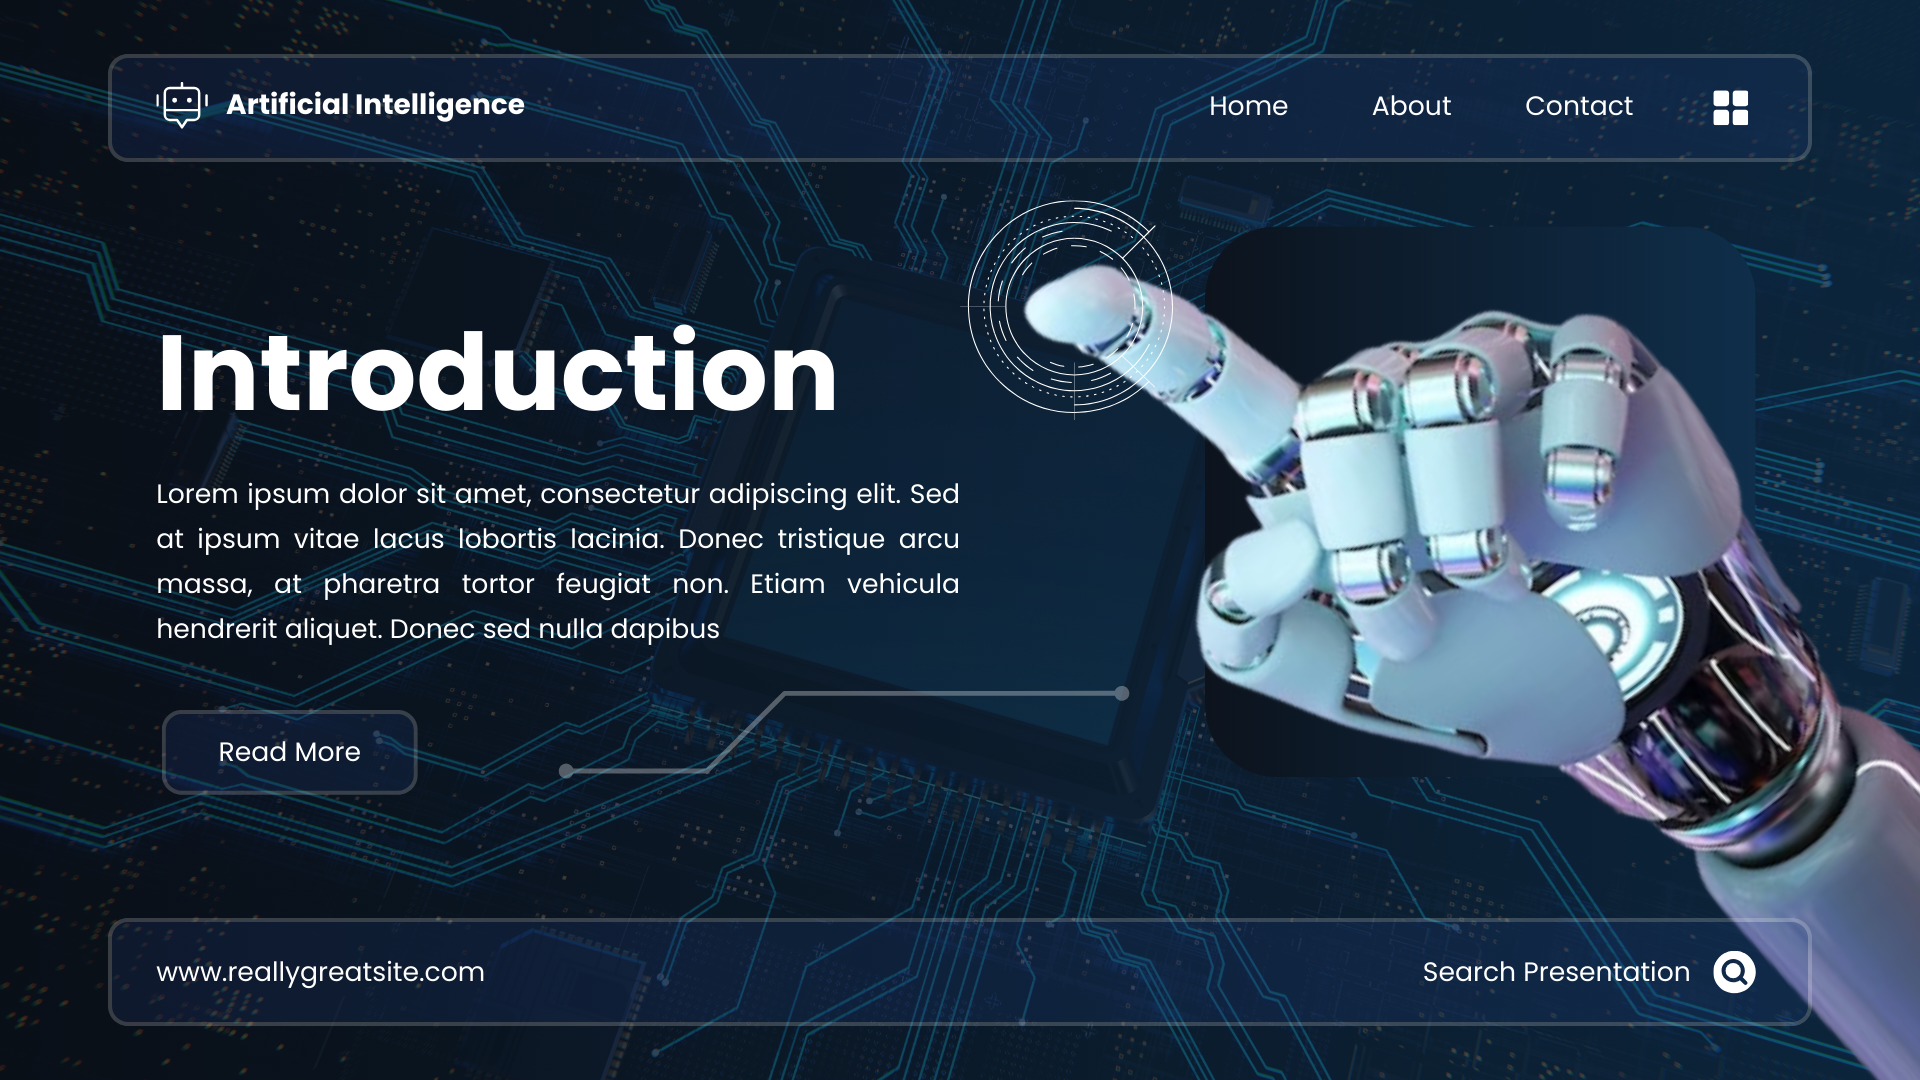 Artificial Intelligence
Home About Contact
Introduction
Lorem ipsum dolor sit amet, consectetur adipiscing elit. Sed
at ipsum vitae lacus lobortis lacinia. Donec tristique arcu
massa, at pharetra tortor feugiat non. Etiam vehicula
hendrerit aliquet. Donec sed nulla dapibus
Read More
www.reallygreatsite.com
Search Presentation